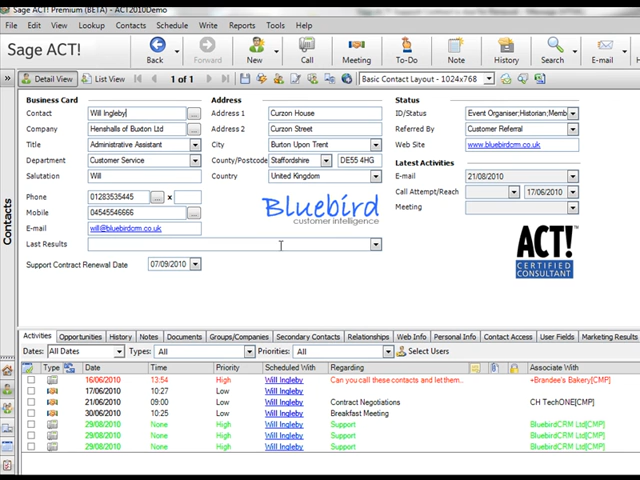 Sage ACT! Premium (BETA) - ACT2010Demo
File Edit View Lookup Contacts Schedule Write Reports Tools Help
Sage ACT!
Back Forward New Call Meeting To-Do Note History Search E-mail
Detail View List View 1 of 1 Basic Contact Layout - 1024x768
Contacts
Business Card Address Status
Contact Will Ingleby ... Address 1 Curzon House ID/Status Event Organiser;Historian;Memb
Company Henshalls of Buxton Ltd ... Address 2 Curzon Street Referred By Customer Referral
Title Administrative Assistant City Burton Upon Trent Web Site www.bluebirdcrm.co.uk
Department Customer Service County/Postcode Staffordshire DE55 4HG
Latest Activities
Salutation Will Country United Kingdom E-mail 21/08/2010
Phone 01283535445 ... x Call Attempt/Reach 17/06/2010
Mobile 04545546666 ... Meeting
Bluebird
customer intelligence
E-mail will@bluebirdcrm.co.uk
Last Results
ACT!
CERTIFIED
CONSULTANT
Support Contract Renewal Date 07/09/2010
Activities Opportunities History Notes Documents Groups/Companies Secondary Contacts Relationships Web Info Personal Info Contact Access User Fields Marketing Results
Dates: All Dates Types: All Priorities: All Select Users
Type Date Time Priority Scheduled With Regarding Associate With
16/06/2010 13:54 High Will Ingleby Can you call these contacts and let them.. +Brandee's Bakery[CMP]
17/06/2010 10:27 Low Will Ingleby
21/06/2010 09:00 Low Will Ingleby Contract Negotiations CH TechONE[CMP]
30/06/2010 10:25 Low Will Ingleby Breakfast Meeting
29/08/2010 None High Will Ingleby Support BluebirdCRM Ltd[CMP]
29/08/2010 None High Will Ingleby Support BluebirdCRM Ltd[CMP]
29/08/2010 None High Will Ingleby Support BluebirdCRM Ltd[CMP]